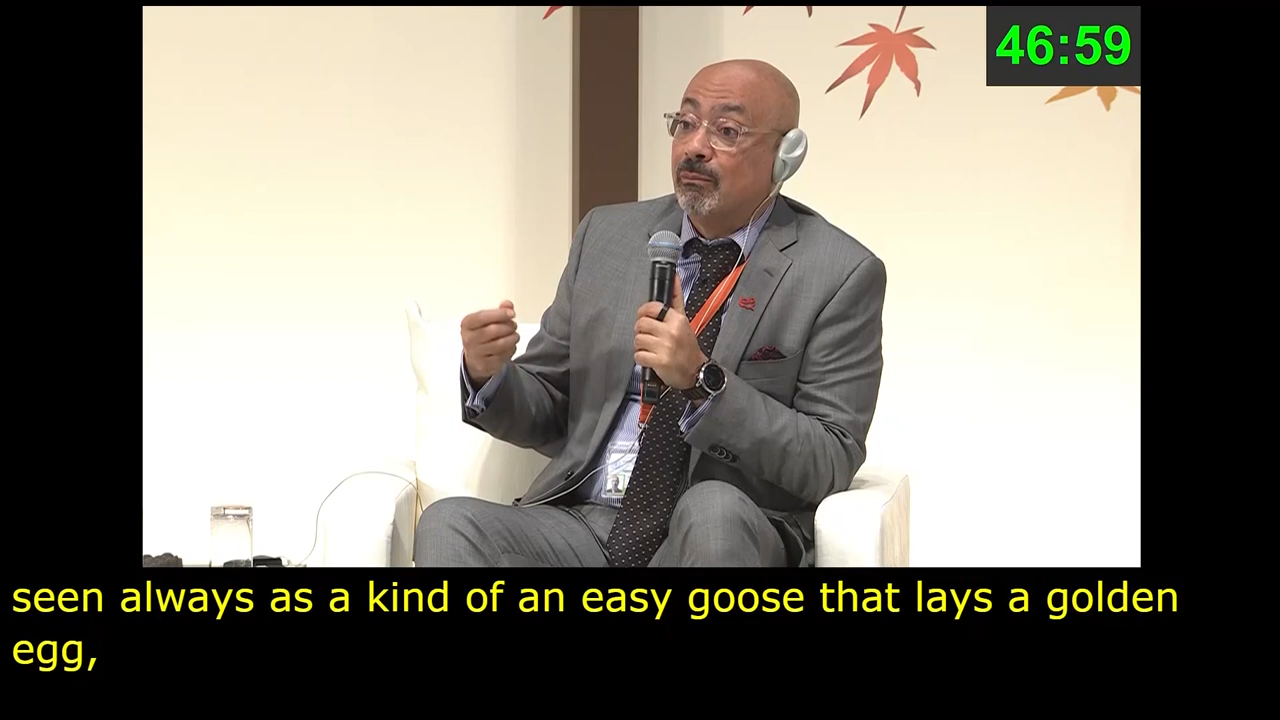 46:59
seen always as a kind of an easy goose that lays a golden
egg,